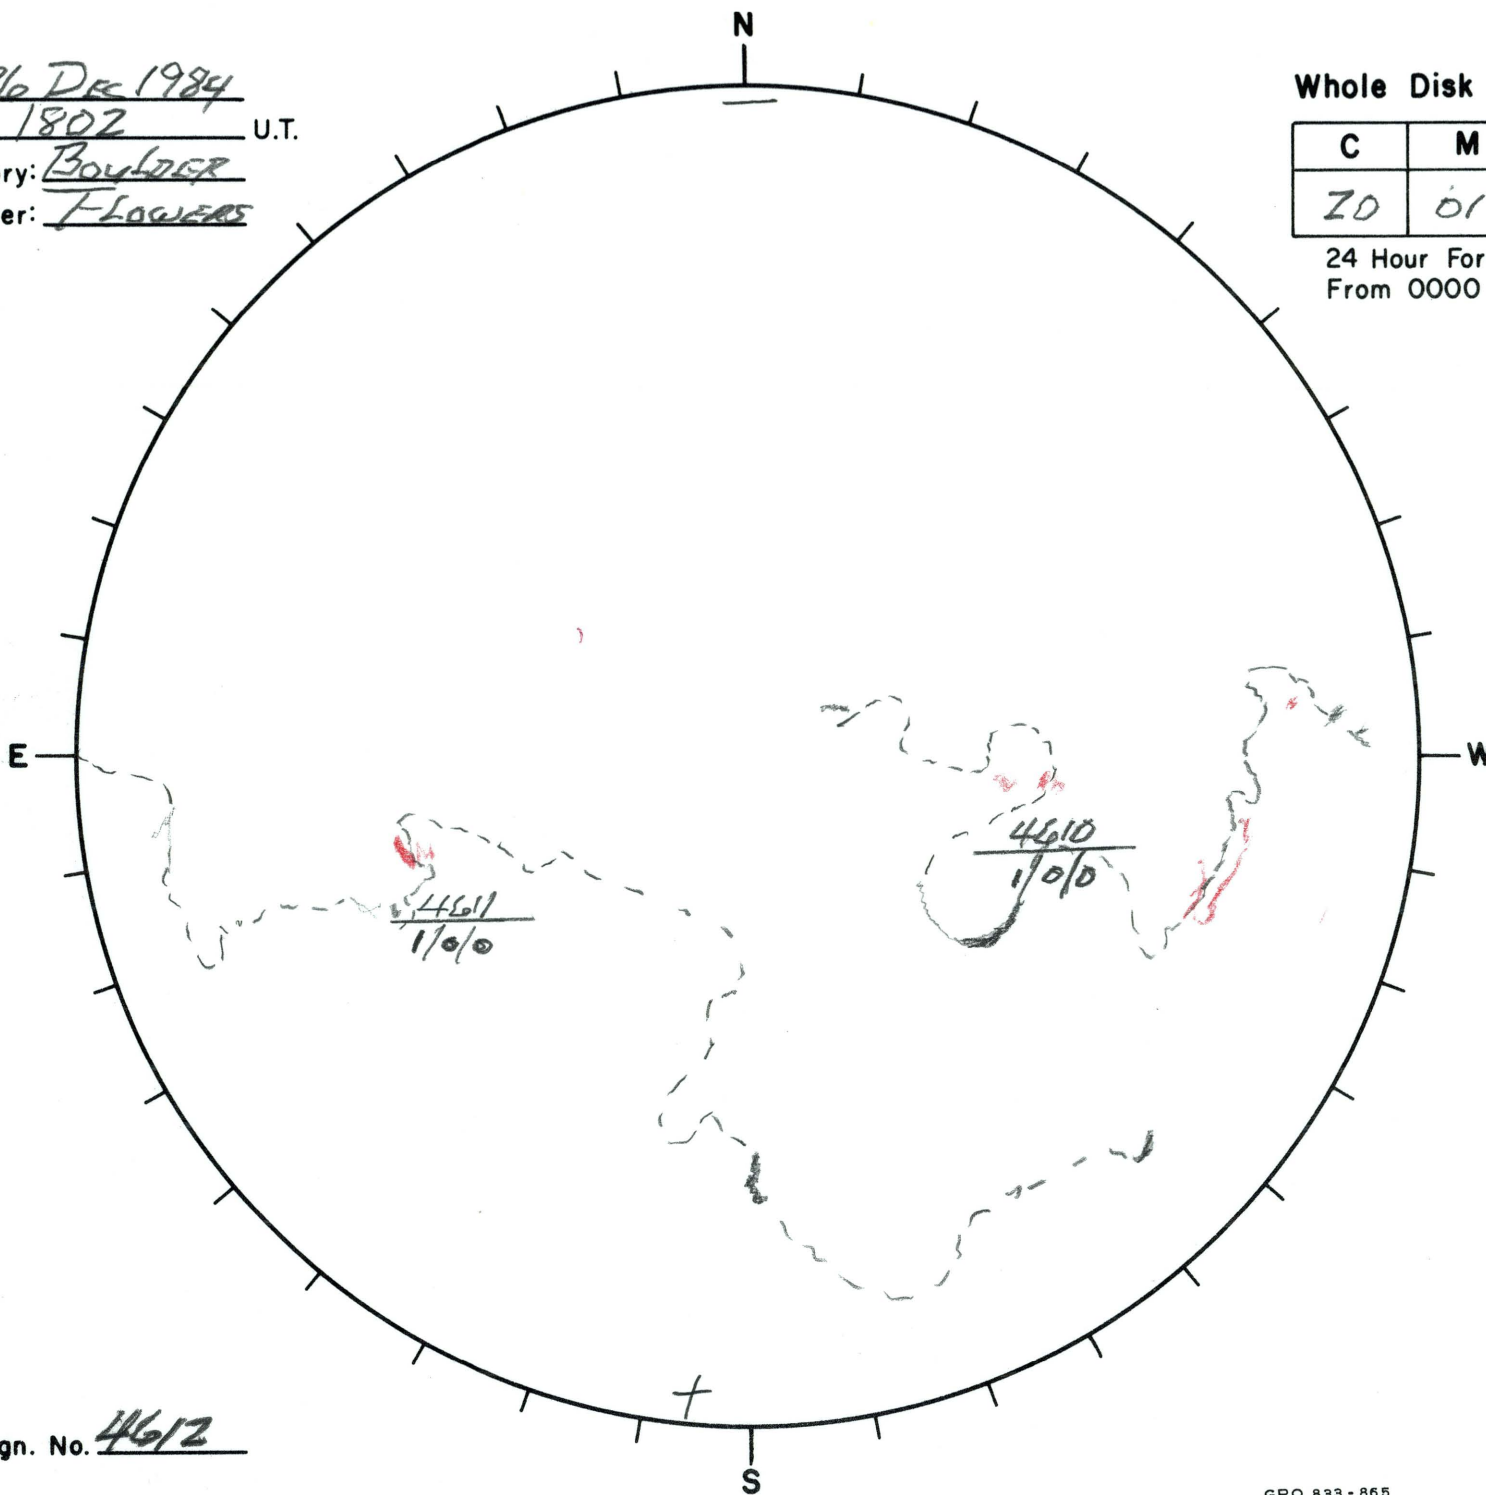 N
Dec 1984
1802 U.T.
ry: Boulder
er: Flowers
Whole Disk
C M
20 01
24 Hour For
From 0000
E
W
4610
1/0/0
4611
1/0/0
gn. No. 4612
S
GPO 833-865